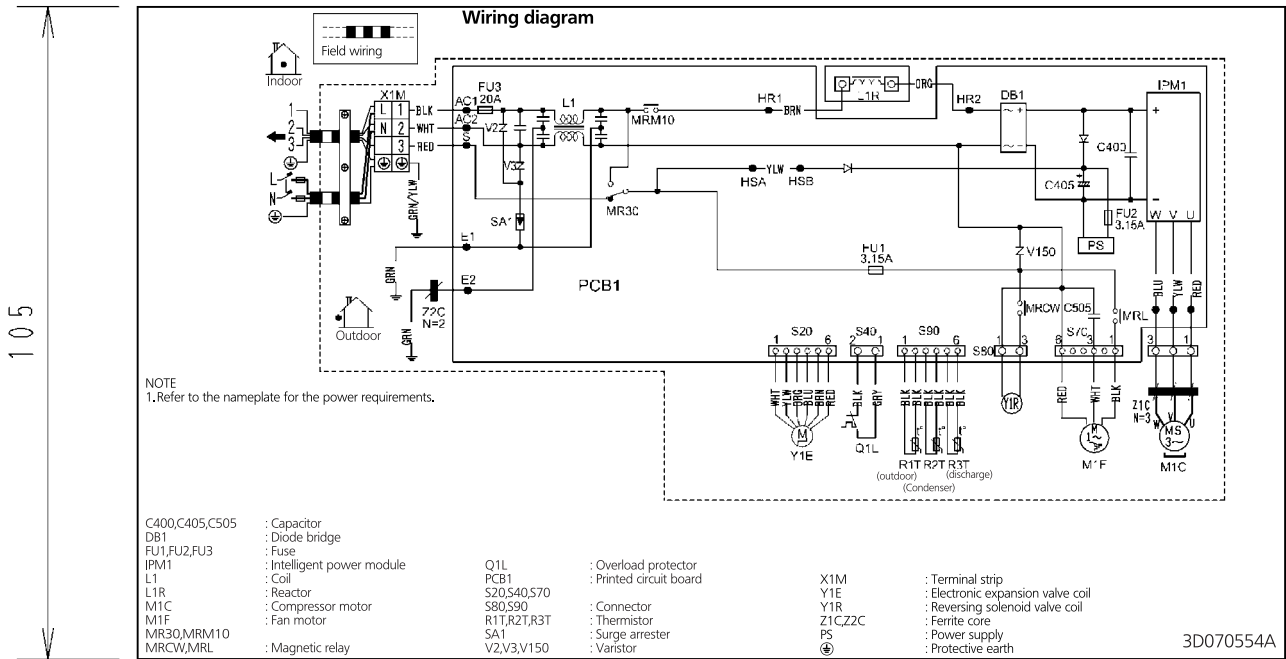 Wiring diagram
Field wiring
Indoor
X1M
L 1 BLK
N 2 WHT
3 RED
1
2
3
L
N
GRN/YLW
AC1
AC2
S
FU3
20A
V2
V3
SA1
L1
MRM10
HR1 BRN
L1R
ORG
HR2
DB1
IPM1
C400
C405
FU2
3.15A
PS
W V U
HSA YLW HSB
MR30
E1
E2
GRN
GRN
Z2C
N=2
PCB1
FU1
3.15A
V150
MRCW
C505
MRL
BLU
YLW
RED
Outdoor
S20
1 6
S40
2 1
S90
1 6
S80
1 3
S70
6 3 1
3 1
WHT
YLW
ORG
BLU
BRN
RED
BLK
GRY
BLK
BLK
BLK
BLK
BLK
BLK
RED
WHT
BLK
Z1C
N=3
W V U
M
Y1E
Q1L
t°
t°
t°
R1T R2T R3T
(outdoor) (discharge)
(Condenser)
Y1R
M
1~
M1F
MS
3~
M1C
NOTE
1.Refer to the nameplate for the power requirements.
C400,C405,C505 : Capacitor
DB1 : Diode bridge
FU1,FU2,FU3 : Fuse
IPM1 : Intelligent power module
L1 : Coil
L1R : Reactor
M1C : Compressor motor
M1F : Fan motor
MR30,MRM10
MRCW,MRL : Magnetic relay
Q1L : Overload protector
PCB1 : Printed circuit board
S20,S40,S70
S80,S90 : Connector
R1T,R2T,R3T : Thermistor
SA1 : Surge arrester
V2,V3,V150 : Varistor
X1M : Terminal strip
Y1E : Electronic expansion valve coil
Y1R : Reversing solenoid valve coil
Z1C,Z2C : Ferrite core
PS : Power supply
: Protective earth
3D070554A
105